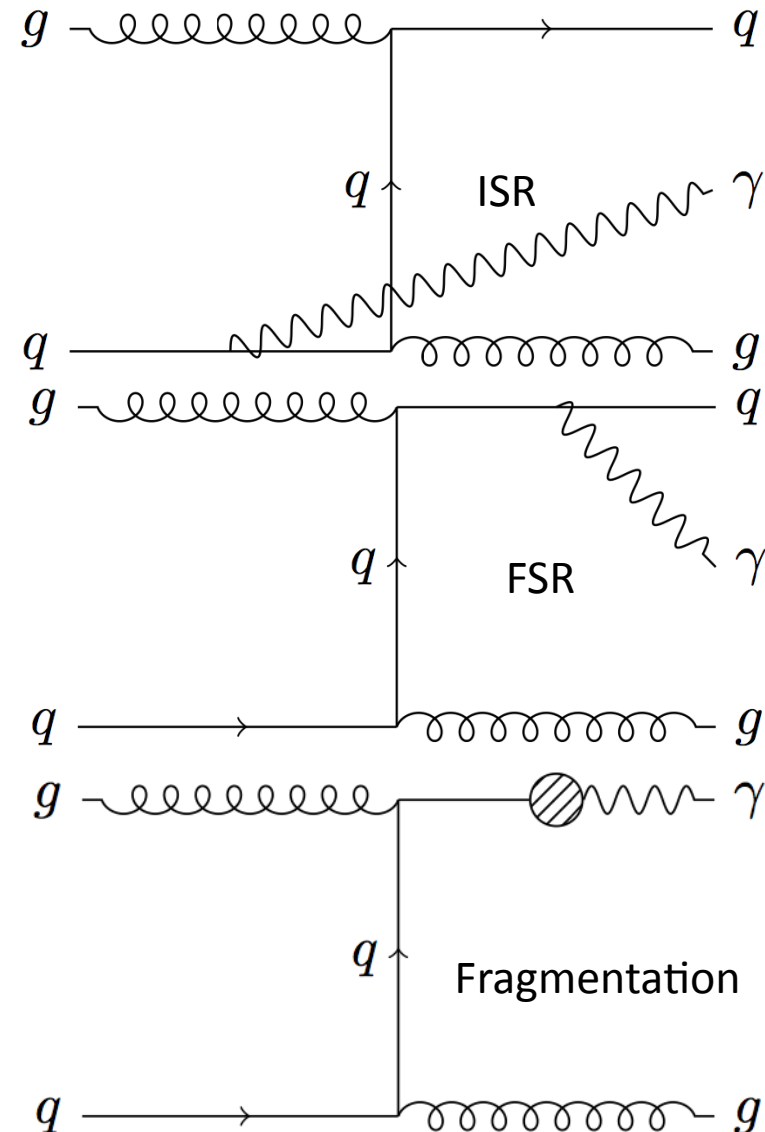 g q
q ISR γ
q g
g q
q FSR γ
q g
g γ
q Fragmentation
q g